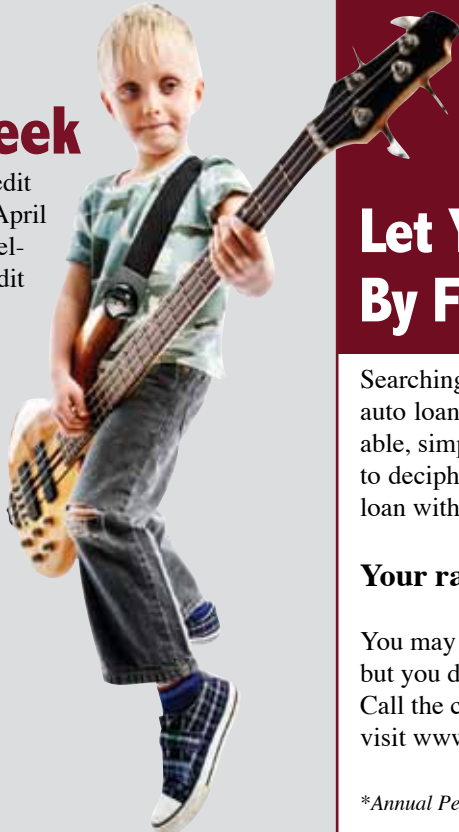 eek
edit
April
el-
dit
Let Y
By F
Searching
auto loan
able, simp
to deciph
loan with
Your ra
You may
but you d
Call the c
visit www
*Annual Pe